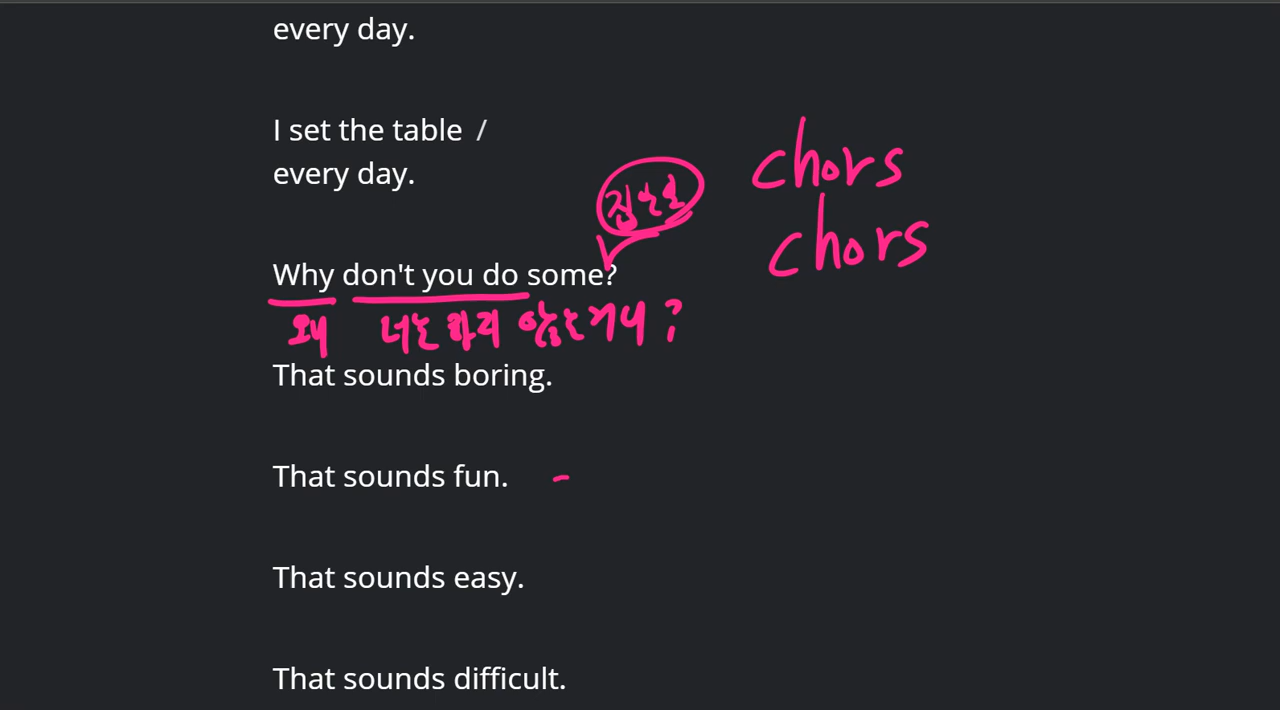 every day.
I set the table /
every day.
chors
집안일
chors
Why don't you do some?
왜 너는 하지 않는거니?
That sounds boring.
That sounds fun. -
That sounds easy.
That sounds difficult.